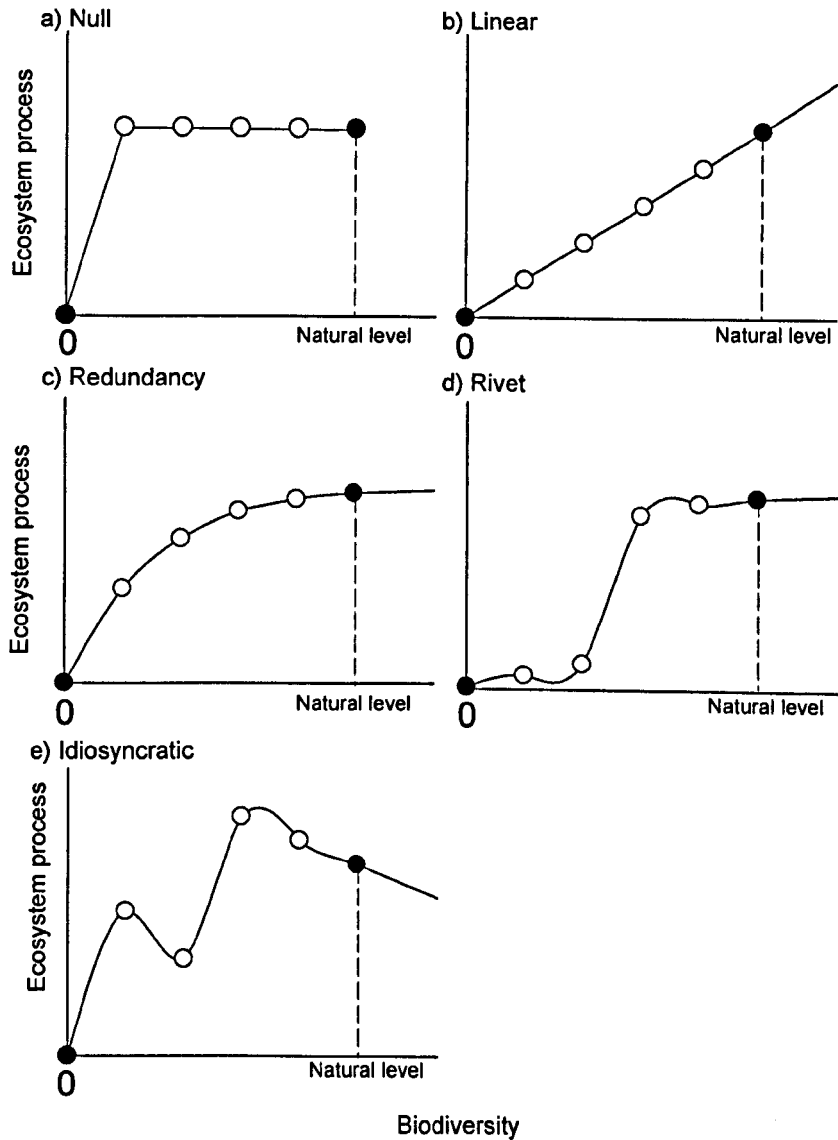 a) Null
Ecosystem process
0
Natural level
b) Linear
0
Natural level
c) Redundancy
Ecosystem process
0
Natural level
d) Rivet
0
Natural level
e) Idiosyncratic
Ecosystem process
0
Natural level
Biodiversity